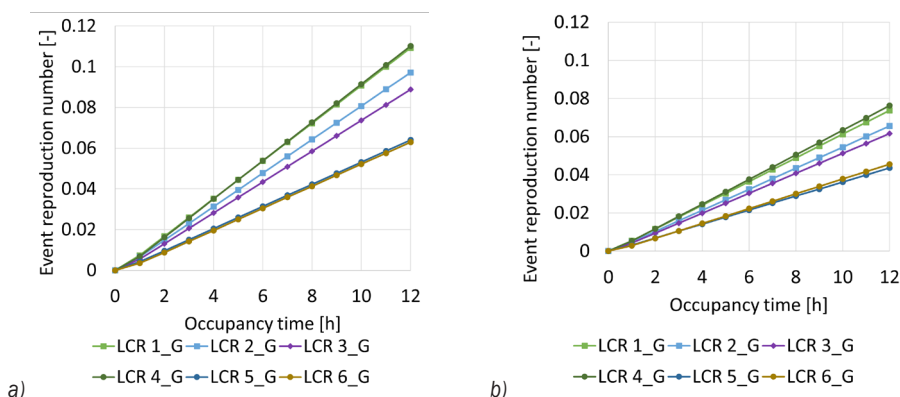 Event reproduction number [-]
0.12
0.1
0.08
0.06
0.04
0.02
0
0 2 4 6 8 10 12
Occupancy time [h]
LCR 1_G LCR 2_G LCR 3_G
LCR 4_G LCR 5_G LCR 6_G
a)
Event reproduction number [-]
0.12
0.1
0.08
0.06
0.04
0.02
0
0 2 4 6 8 10 12
Occupancy time [h]
LCR 1_G LCR 2_G LCR 3_G
LCR 4_G LCR 5_G LCR 6_G
b)